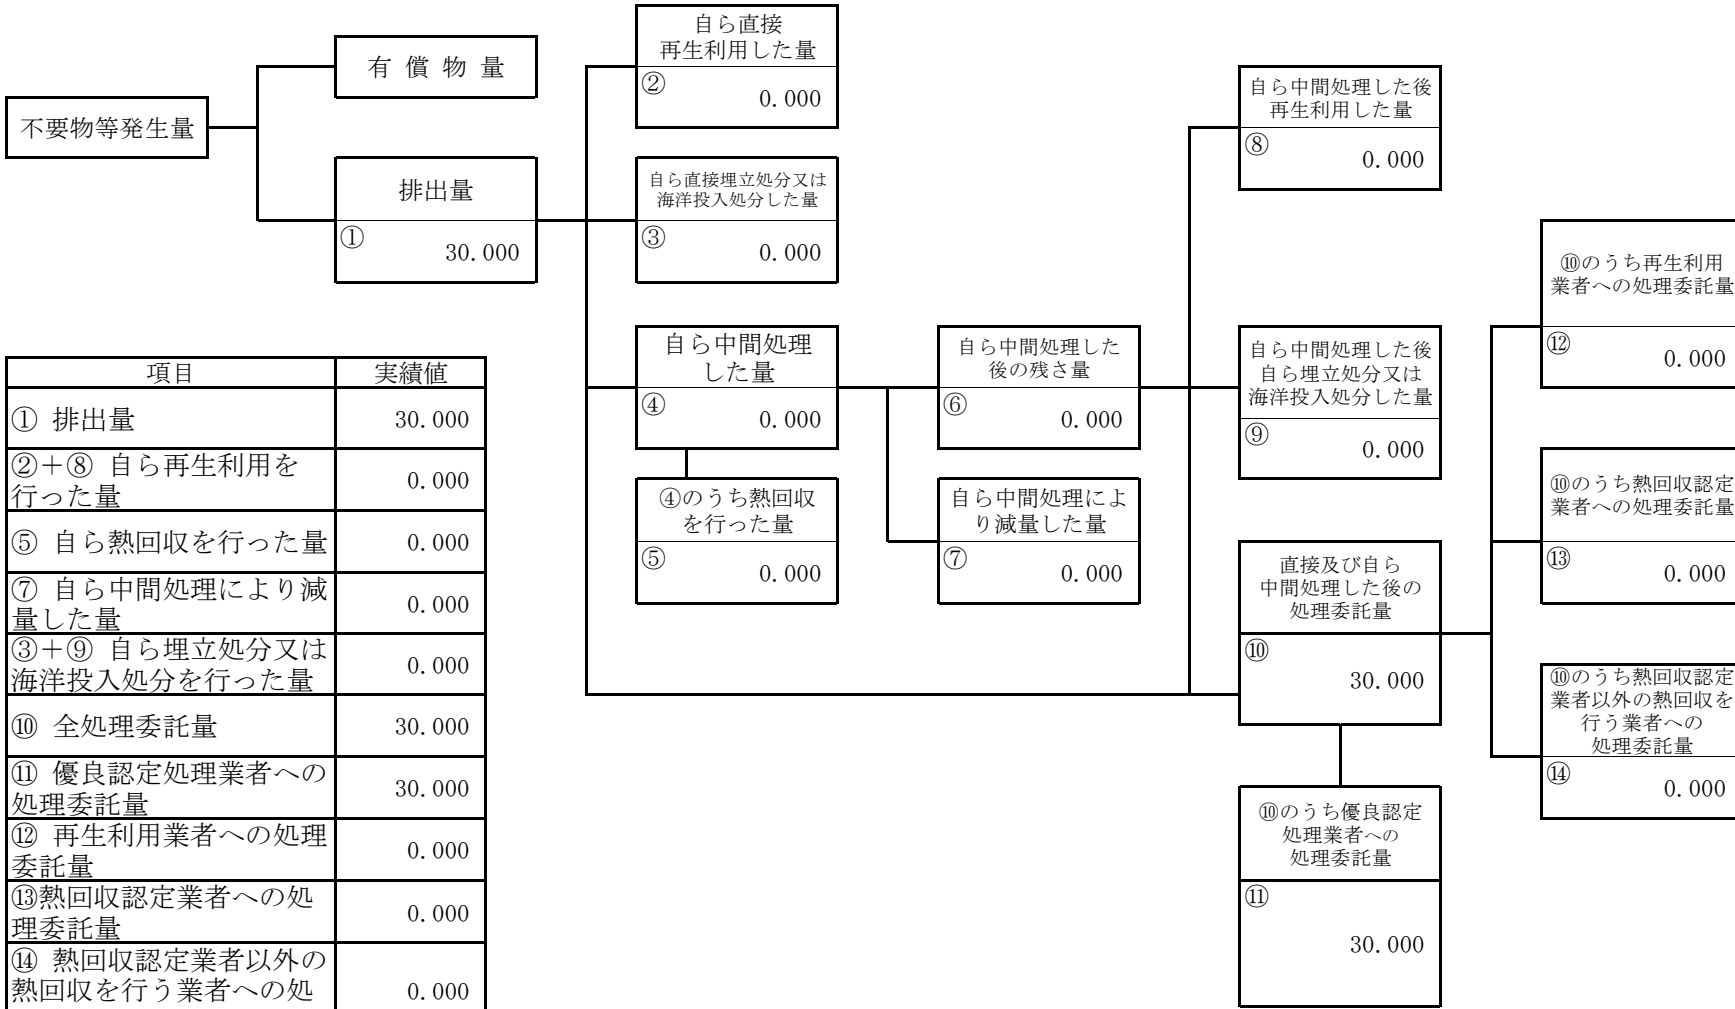 不要物等発生量
有 償 物 量
排出量
①
30.000
自ら直接
再生利用した量
②
0.000
自ら直接埋立処分又は
海洋投入処分した量
③
0.000
自ら中間処理
した量
④
0.000
④のうち熱回収
を行った量
⑤
0.000
自ら中間処理した
後の残さ量
⑥
0.000
自ら中間処理によ
り減量した量
⑦
0.000
自ら中間処理した後
再生利用した量
⑧
0.000
自ら中間処理した後
自ら埋立処分又は
海洋投入処分した量
⑨
0.000
直接及び自ら
中間処理した後の
処理委託量
⑩
30.000
⑩のうち優良認定
処理業者への
処理委託量
⑪
30.000
⑩のうち再生利用
業者への処理委託量
⑫
0.000
⑩のうち熱回収認定
業者への処理委託量
⑬
0.000
⑩のうち熱回収認定
業者以外の熱回収を
行う業者への
処理委託量
⑭
0.000
項目 実績値
① 排出量 30.000
②+⑧ 自ら再生利用を
行った量 0.000
⑤ 自ら熱回収を行った量 0.000
⑦ 自ら中間処理により減
量した量 0.000
③+⑨ 自ら埋立処分又は
海洋投入処分を行った量 0.000
⑩ 全処理委託量 30.000
⑪ 優良認定処理業者への
処理委託量 30.000
⑫ 再生利用業者への処理
委託量 0.000
⑬熱回収認定業者への処
理委託量 0.000
⑭ 熱回収認定業者以外の
熱回収を行う業者への処 0.000